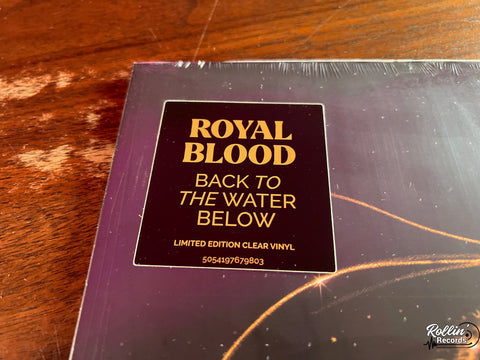 ROYAL
BLOOD
BACK TO
THE WATER
BELOW
LIMITED EDITION CLEAR VINYL
5054197679803
Rollin'
Records